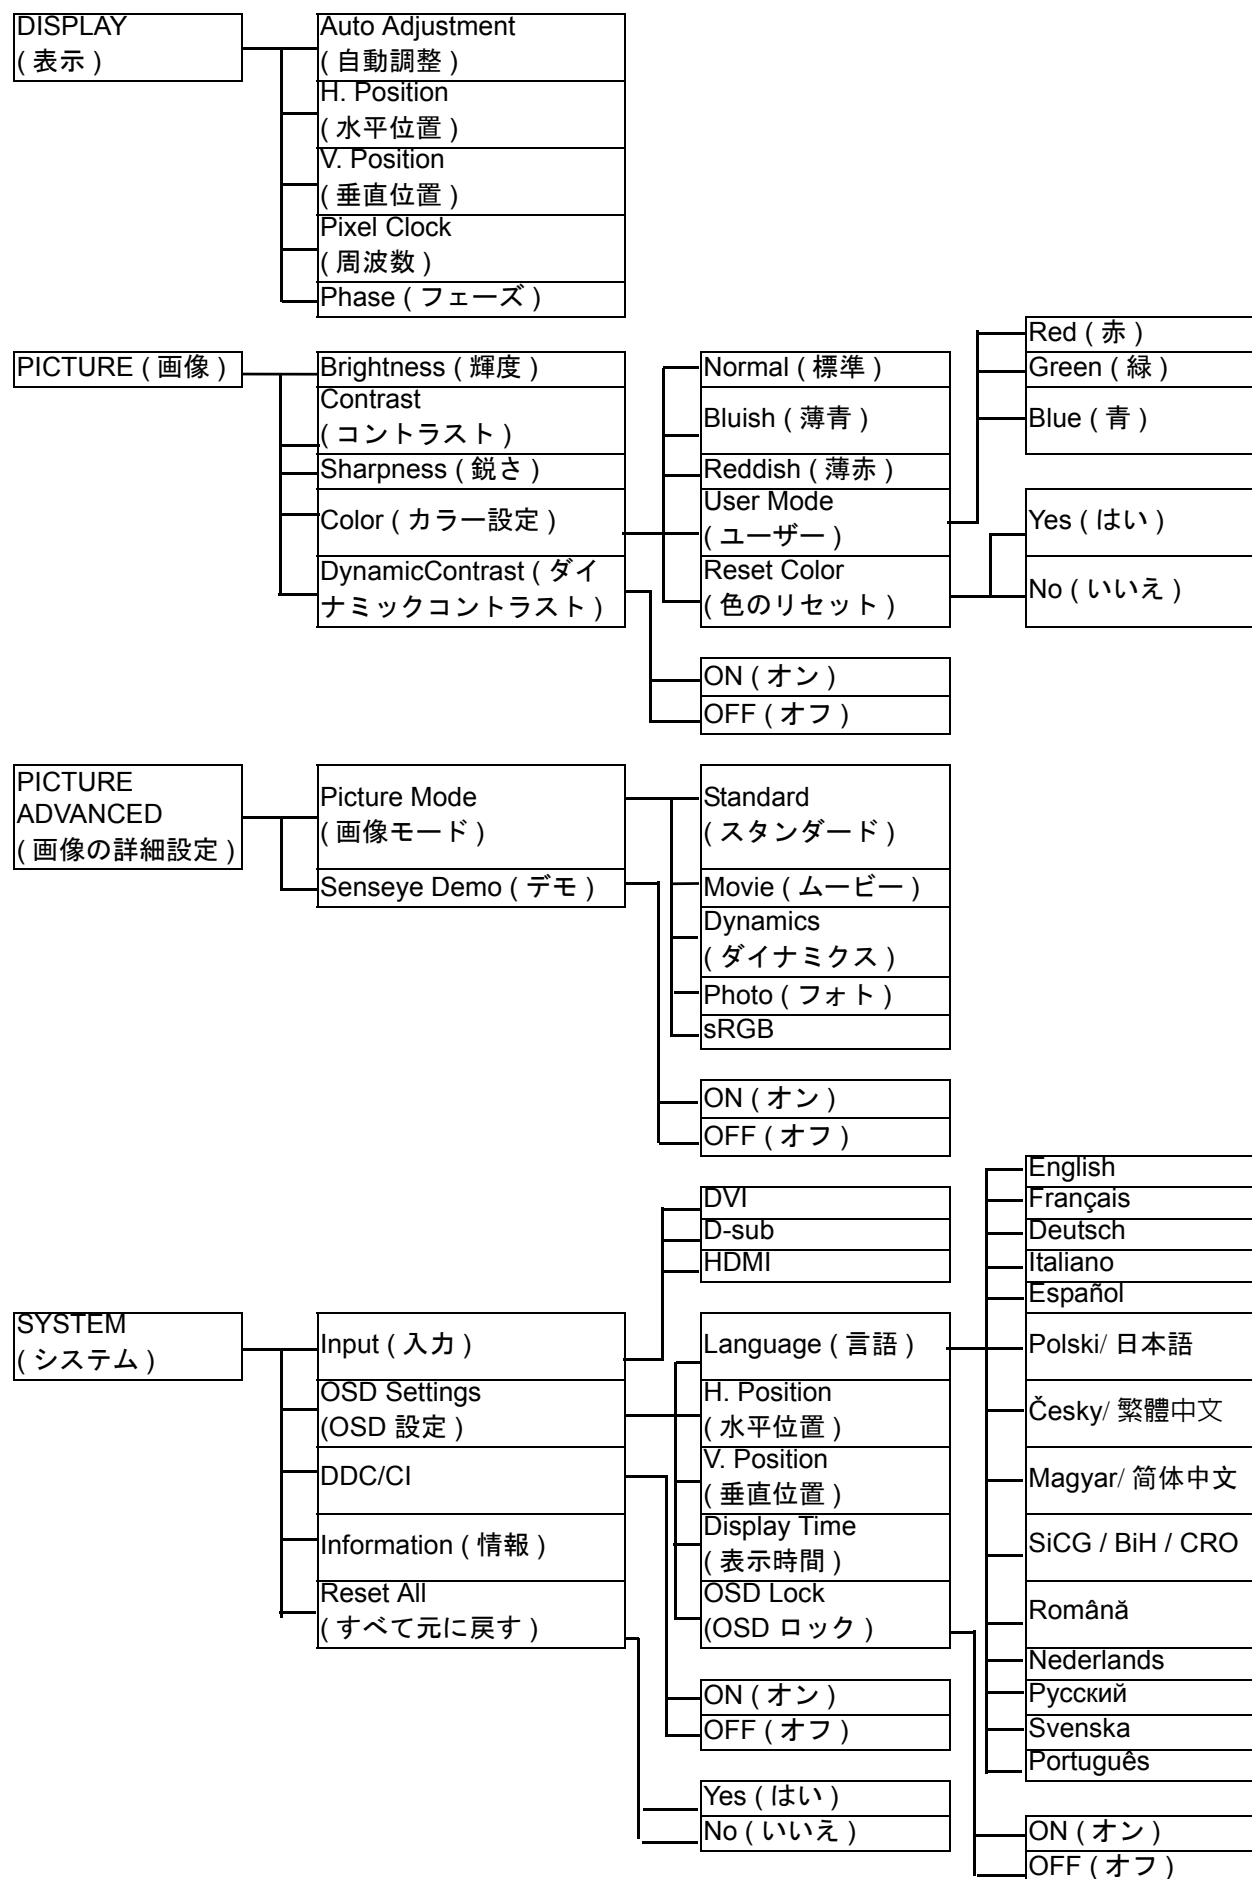 DISPLAY
( 表示 )
Auto Adjustment
( 自動調整 )
H. Position
( 水平位置 )
V. Position
( 垂直位置 )
Pixel Clock
( 周波数 )
Phase ( フェーズ )
PICTURE ( 画像 )
Brightness ( 輝度 )
Contrast
( コントラスト )
Sharpness ( 鋭さ )
Color ( カラー設定 )
DynamicContrast ( ダイ
ナミックコントラスト )
Normal ( 標準 )
Bluish ( 薄青 )
Reddish ( 薄赤 )
User Mode
( ユーザー )
Reset Color
( 色のリセット )
Red ( 赤 )
Green ( 緑 )
Blue ( 青 )
Yes ( はい )
No ( いいえ )
ON ( オン )
OFF ( オフ )
PICTURE
ADVANCED
( 画像の詳細設定 )
Picture Mode
( 画像モード )
Senseye Demo ( デモ )
Standard
( スタンダード )
Movie ( ムービー )
Dynamics
( ダイナミクス )
Photo ( フォト )
sRGB
ON ( オン )
OFF ( オフ )
SYSTEM
( システム )
Input ( 入力 )
OSD Settings
(OSD 設定 )
DDC/CI
Information ( 情報 )
Reset All
( すべて元に戻す )
DVI
D-sub
HDMI
Language ( 言語 )
H. Position
( 水平位置 )
V. Position
( 垂直位置 )
Display Time
( 表示時間 )
OSD Lock
(OSD ロック )
ON ( オン )
OFF ( オフ )
Yes ( はい )
No ( いいえ )
English
Français
Deutsch
Italiano
Español
Polski/ 日本語
Česky/ 繁體中文
Magyar/ 简体中文
SiCG / BiH / CRO
Română
Nederlands
Русский
Svenska
Português
ON ( オン )
OFF ( オフ )